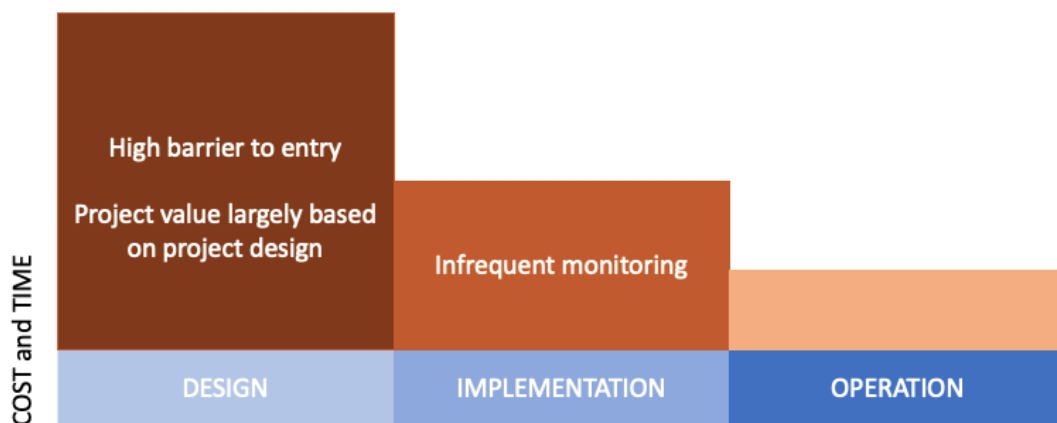 High barrier to entry
Project value largely based
on project design
Infrequent monitoring
COST and TIME
DESIGN
IMPLEMENTATION
OPERATION